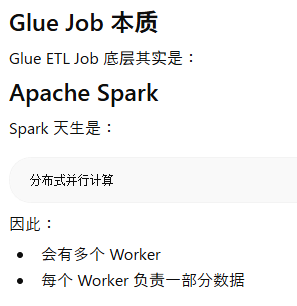 Glue Job 本质
Glue ETL Job 底层其实是：
Apache Spark
Spark 天生是：
分布式并行计算
因此：
会有多个 Worker
每个 Worker 负责一部分数据